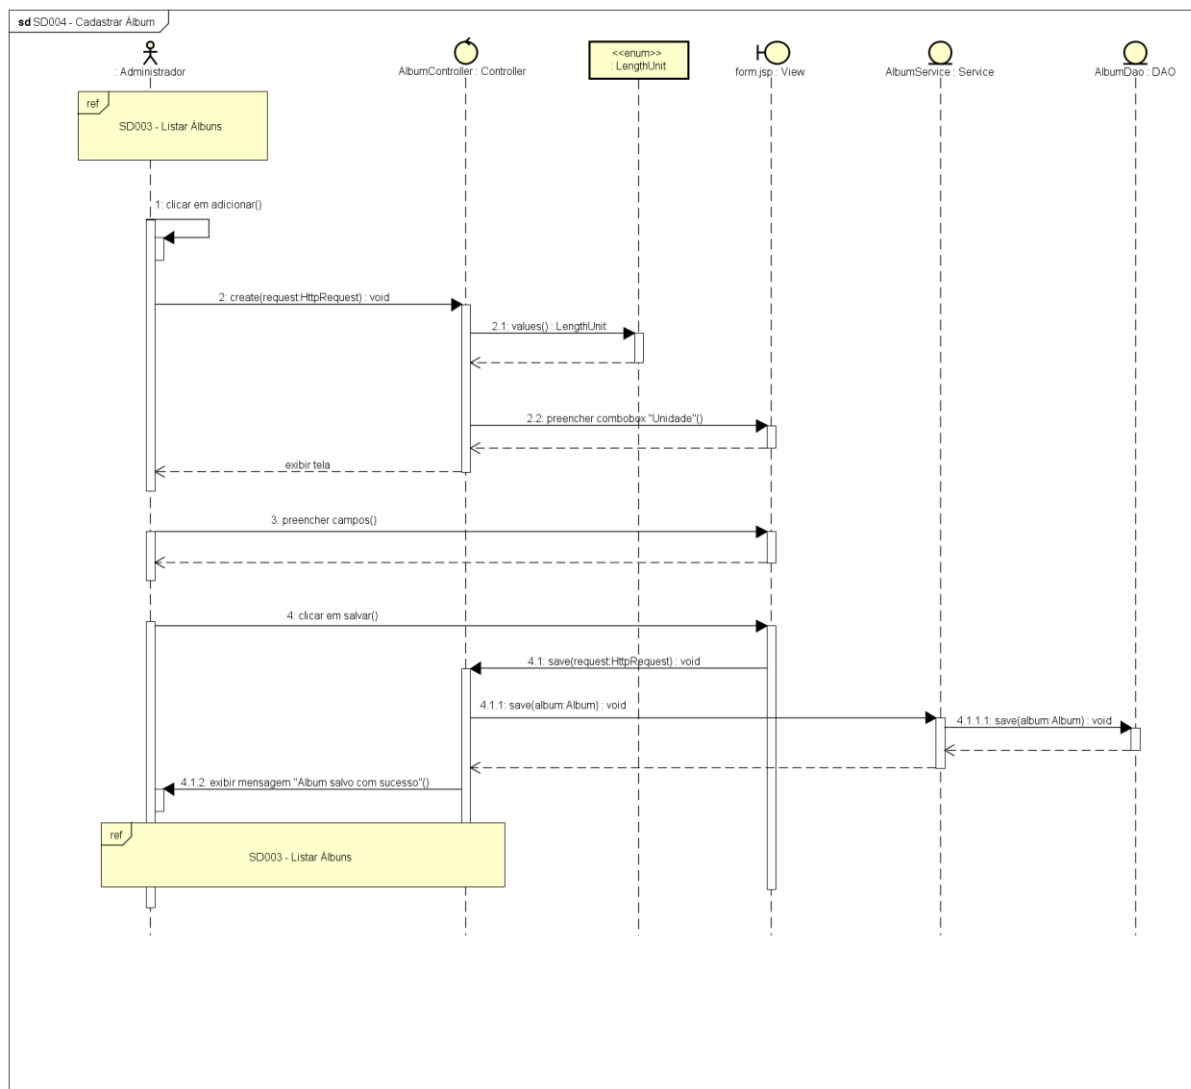 sd SD004 - Cadastrar Álbum
: Administrador
AlbumController : Controller
<<enum>>
: LengthUnit
form.jsp : View
AlbumService : Service
AlbumDao : DAO
ref
SD003 - Listar Álbuns
1: clicar em adicionar()
2: create(request:HttpRequest) : void
2.1: values() : LengthUnit
2.2: preencher combobox "Unidade"()
exibir tela
3: preencher campos()
4: clicar em salvar()
4.1: save(request:HttpRequest) : void
4.1.1: save(album:Album) : void
4.1.1.1: save(album:Album) : void
4.1.2: exibir mensagem "Album salvo com sucesso"()
ref
SD003 - Listar Álbuns